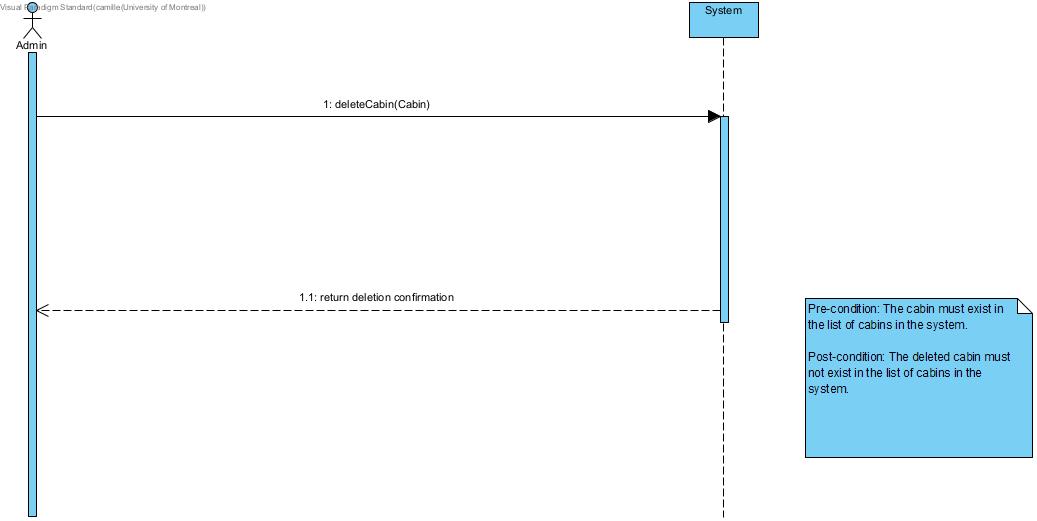 Visual Paradigm Standard(camille(University of Montreal))
System
Admin
1: deleteCabin(Cabin)
1.1: return deletion confirmation
Pre-condition: The cabin must exist in
the list of cabins in the system.
Post-condition: The deleted cabin must
not exist in the list of cabins in the
system.